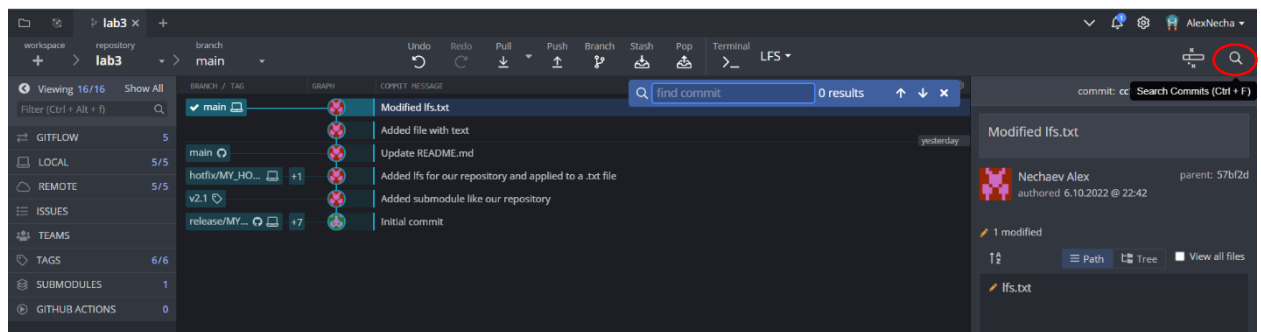 lab3
AlexNecha
workspace
repository
branch
lab3
main
Undo
Redo
Pull
Push
Branch
Stash
Pop
Terminal
LFS
Viewing 16/16 Show All
Filter (Ctrl + Alt + f)
GITFLOW 5
LOCAL 5/5
REMOTE 5/5
ISSUES
TEAMS
TAGS 6/6
SUBMODULES 1
GITHUB ACTIONS 0
BRANCH / TAG GRAPH COMMIT MESSAGE
find commit 0 results
main Modified lfs.txt
Added file with text
yesterday
main Update README.md
hotfix/MY_HO... +1 Added lfs for our repository and applied to a .txt file
v2.1 Added submodule like our repository
release/MY... +7 Initial commit
commit: cc
Search Commits (Ctrl + F)
Modified lfs.txt
Nechaev Alex parent: 57bf2d
authored 6.10.2022 @ 22:42
1 modified
Path Tree View all files
lfs.txt